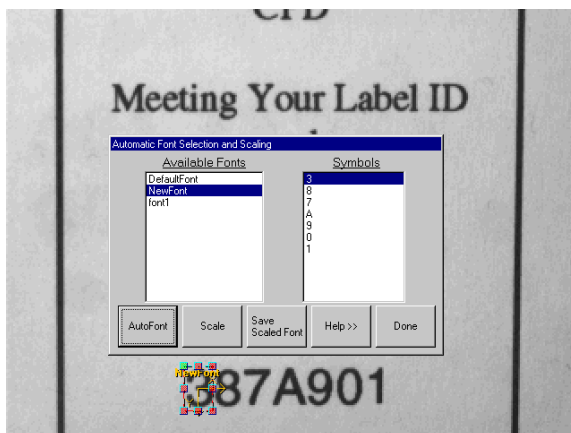 Meeting Your Label ID
Automatic Font Selection and Scaling
Available Fonts
Symbols
DefaultFont
NewFont
font1
3
8
7
A
9
0
1
AutoFont
Scale
Save
Scaled Font
Help >>
Done
NewFont
387A901